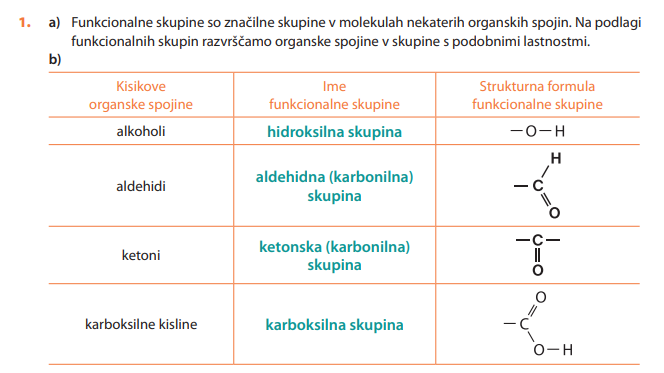 1. a) Funkcionalne skupine so značilne skupine v molekulah nekaterih organskih spojin. Na podlagi
funkcionalnih skupin razvrščamo organske spojine v skupine s podobnimi lastnostmi.
b)
Kisikove
organske spojine
Ime
funkcionalne skupine
Strukturna formula
funkcionalne skupine
alkoholi
hidroksilna skupina
—O—H
aldehidi
aldehidna (karbonilna)
skupina
H
—C
O
ketoni
ketonska (karbonilna)
skupina
—C—
O
karboksilne kisline
karboksilna skupina
O
—C
O—H